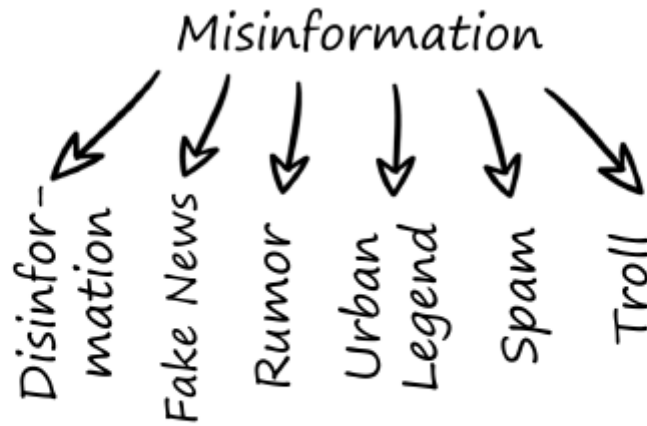 Misinformation
Disinfor-
mation
Fake News
Rumor
Urban
Legend
Spam
Troll